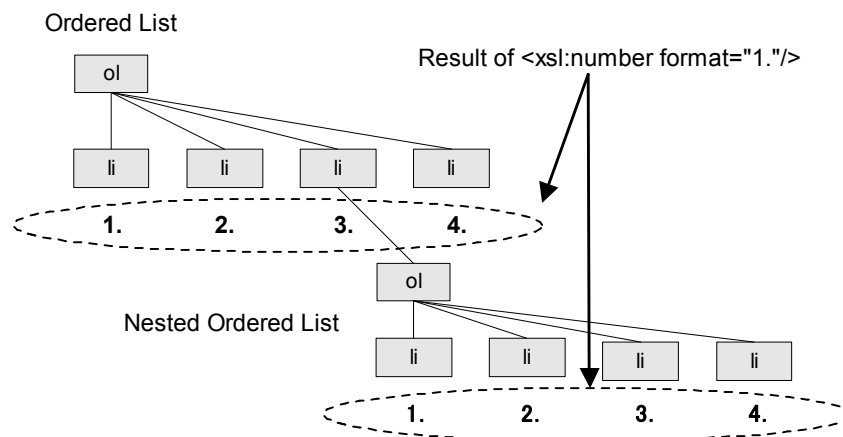 Ordered List
Result of <xsl:number format="1."/>
ol
li li li li
1. 2. 3. 4.
ol
Nested Ordered List
li li li li
1. 2. 3. 4.